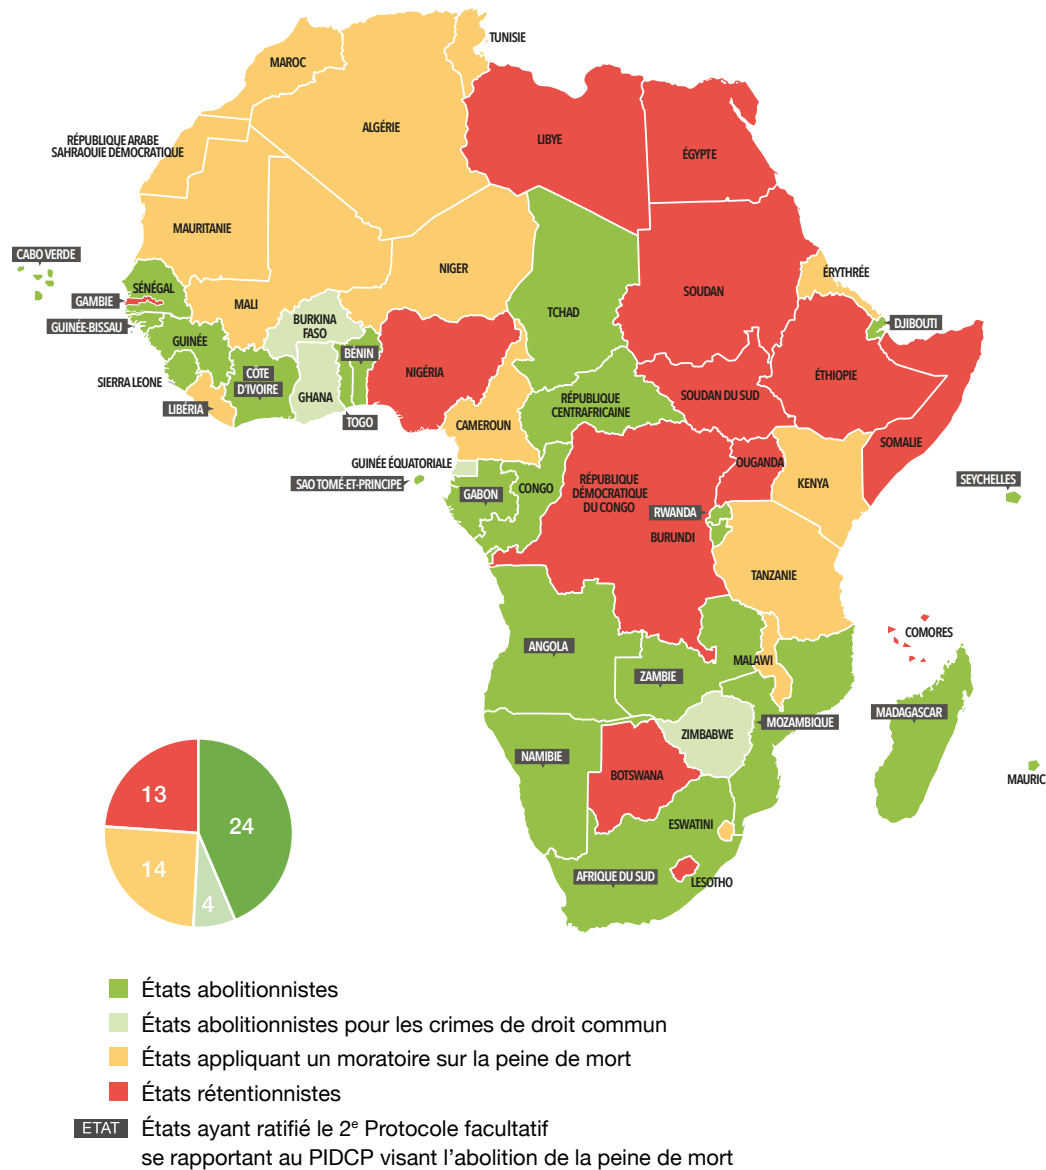 TUNISIE
MAROC
ALGÉRIE
LIBYE
ÉGYPTE
RÉPUBLIQUE ARABE
SAHRAOUIE DÉMOCRATIQUE
MAURITANIE
CABO VERDE
NIGER
ÉRYTHRÉE
SÉNÉGAL
SOUDAN
GAMBIE
MALI
TCHAD
BURKINA
FASO
DJIBOUTI
GUINÉE-BISSAU
GUINÉE
BÉNIN
NIGÉRIA
ÉTHIOPIE
SIERRA LEONE
CÔTE
D'IVOIRE
GHANA
RÉPUBLIQUE
CENTRAFRICAINE
SOUDAN DU SUD
LIBÉRIA
TOGO
CAMEROUN
SOMALIE
GUINÉE ÉQUATORIALE
OUGANDA
SAO TOMÉ-ET-PRINCIPE
GABON
CONGO
RÉPUBLIQUE
DÉMOCRATIQUE
DU CONGO
KENYA
SEYCHELLES
RWANDA
BURUNDI
TANZANIE
COMORES
ANGOLA
MALAWI
ZAMBIE
MOZAMBIQUE
MADAGASCAR
ZIMBABWE
NAMIBIE
BOTSWANA
MAURIC
13
24
ESWATINI
14
AFRIQUE DU SUD
LESOTHO
4
États abolitionnistes
États abolitionnistes pour les crimes de droit commun
États appliquant un moratoire sur la peine de mort
États rétentionnistes
ETAT États ayant ratifié le 2e Protocole facultatif
se rapportant au PIDCP visant l'abolition de la peine de mort